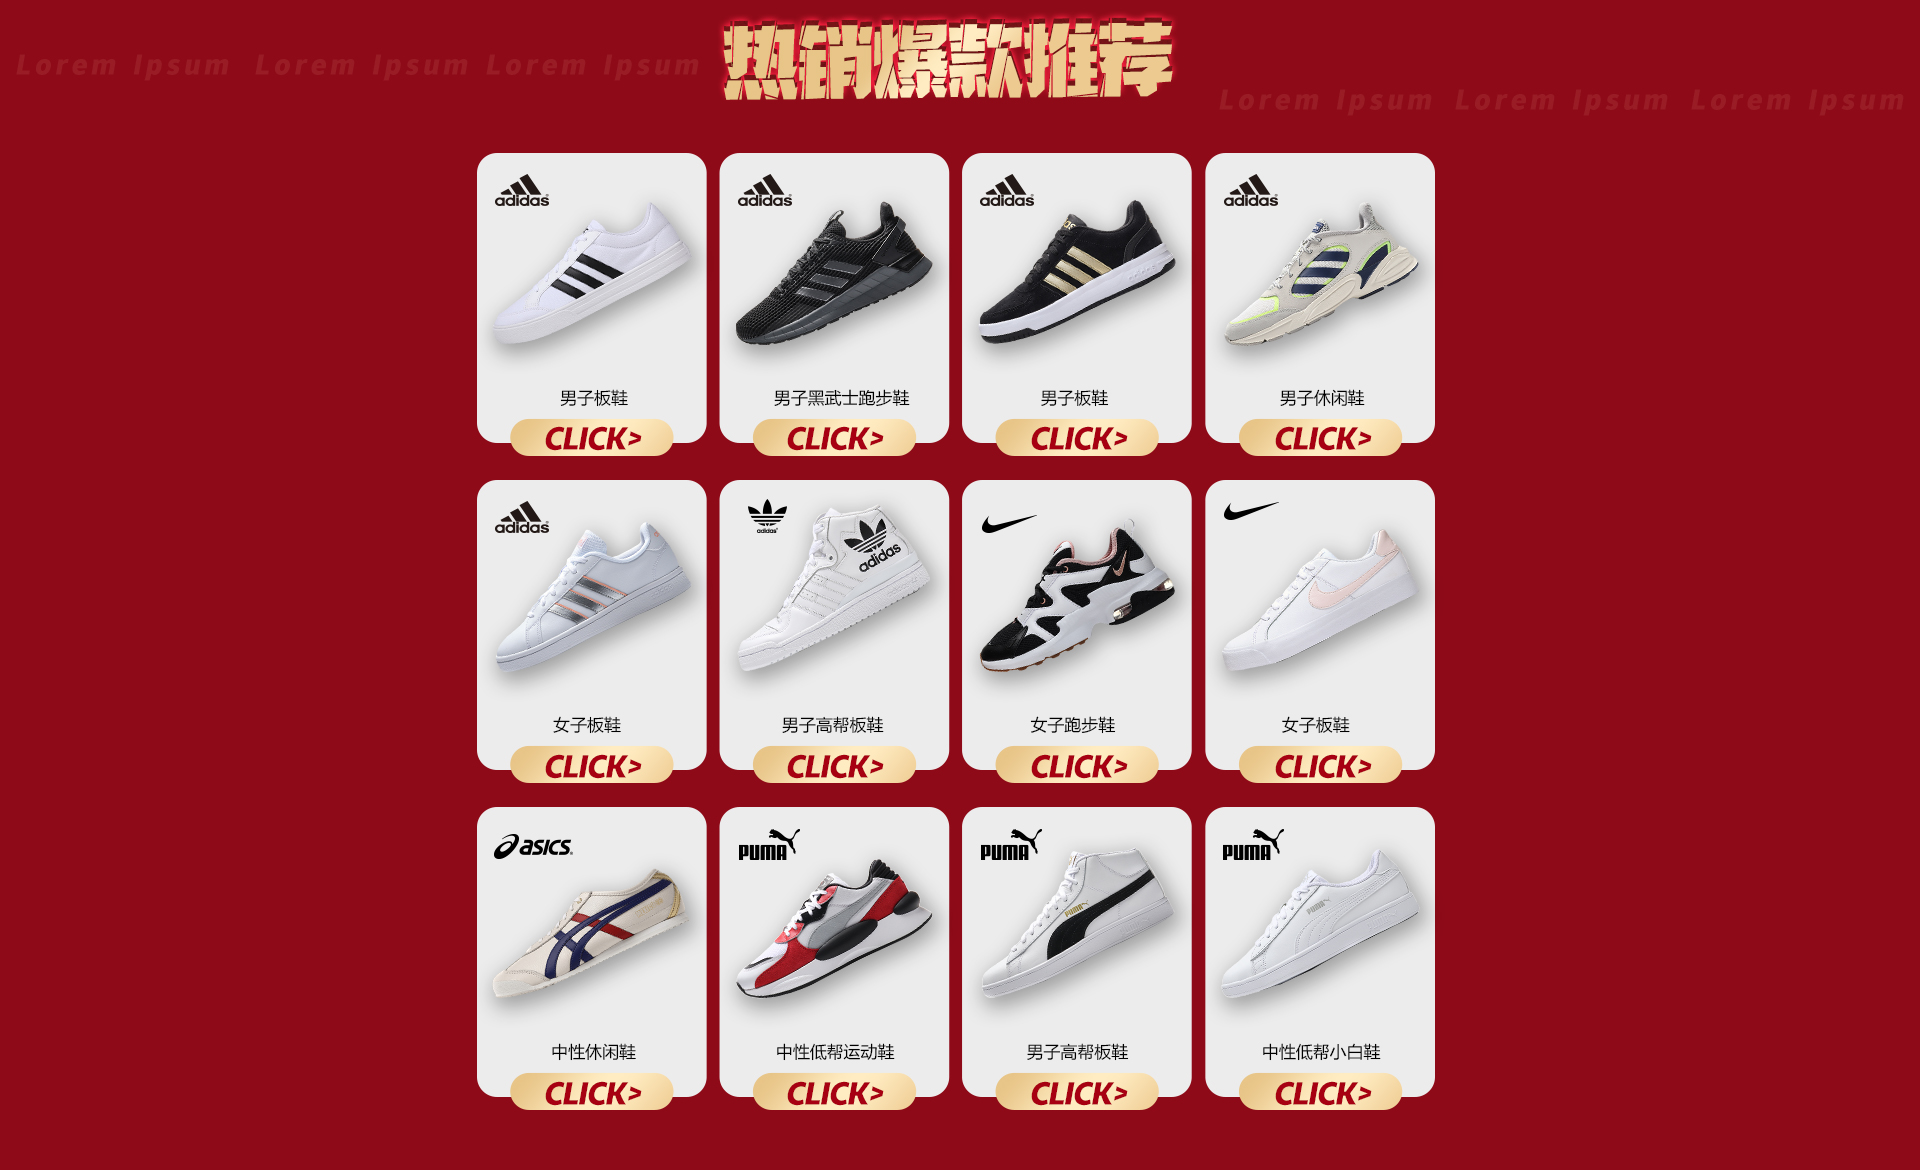 热销爆款推荐
Lorem Ipsum Lorem Ipsum Lorem Ipsum
Lorem Ipsum Lorem Ipsum Lorem Ipsum
adidas adidas adidas adidas
男子板鞋 男子黑武士跑步鞋 男子板鞋 男子休闲鞋
CLICK> CLICK> CLICK> CLICK>
adidas adidas
adidas
女子板鞋 男子高帮板鞋 女子跑步鞋 女子板鞋
CLICK> CLICK> CLICK> CLICK>
asics PUMA PUMA PUMA
PUMA PUMA
中性休闲鞋 中性低帮运动鞋 男子高帮板鞋 中性低帮小白鞋
CLICK> CLICK> CLICK> CLICK>